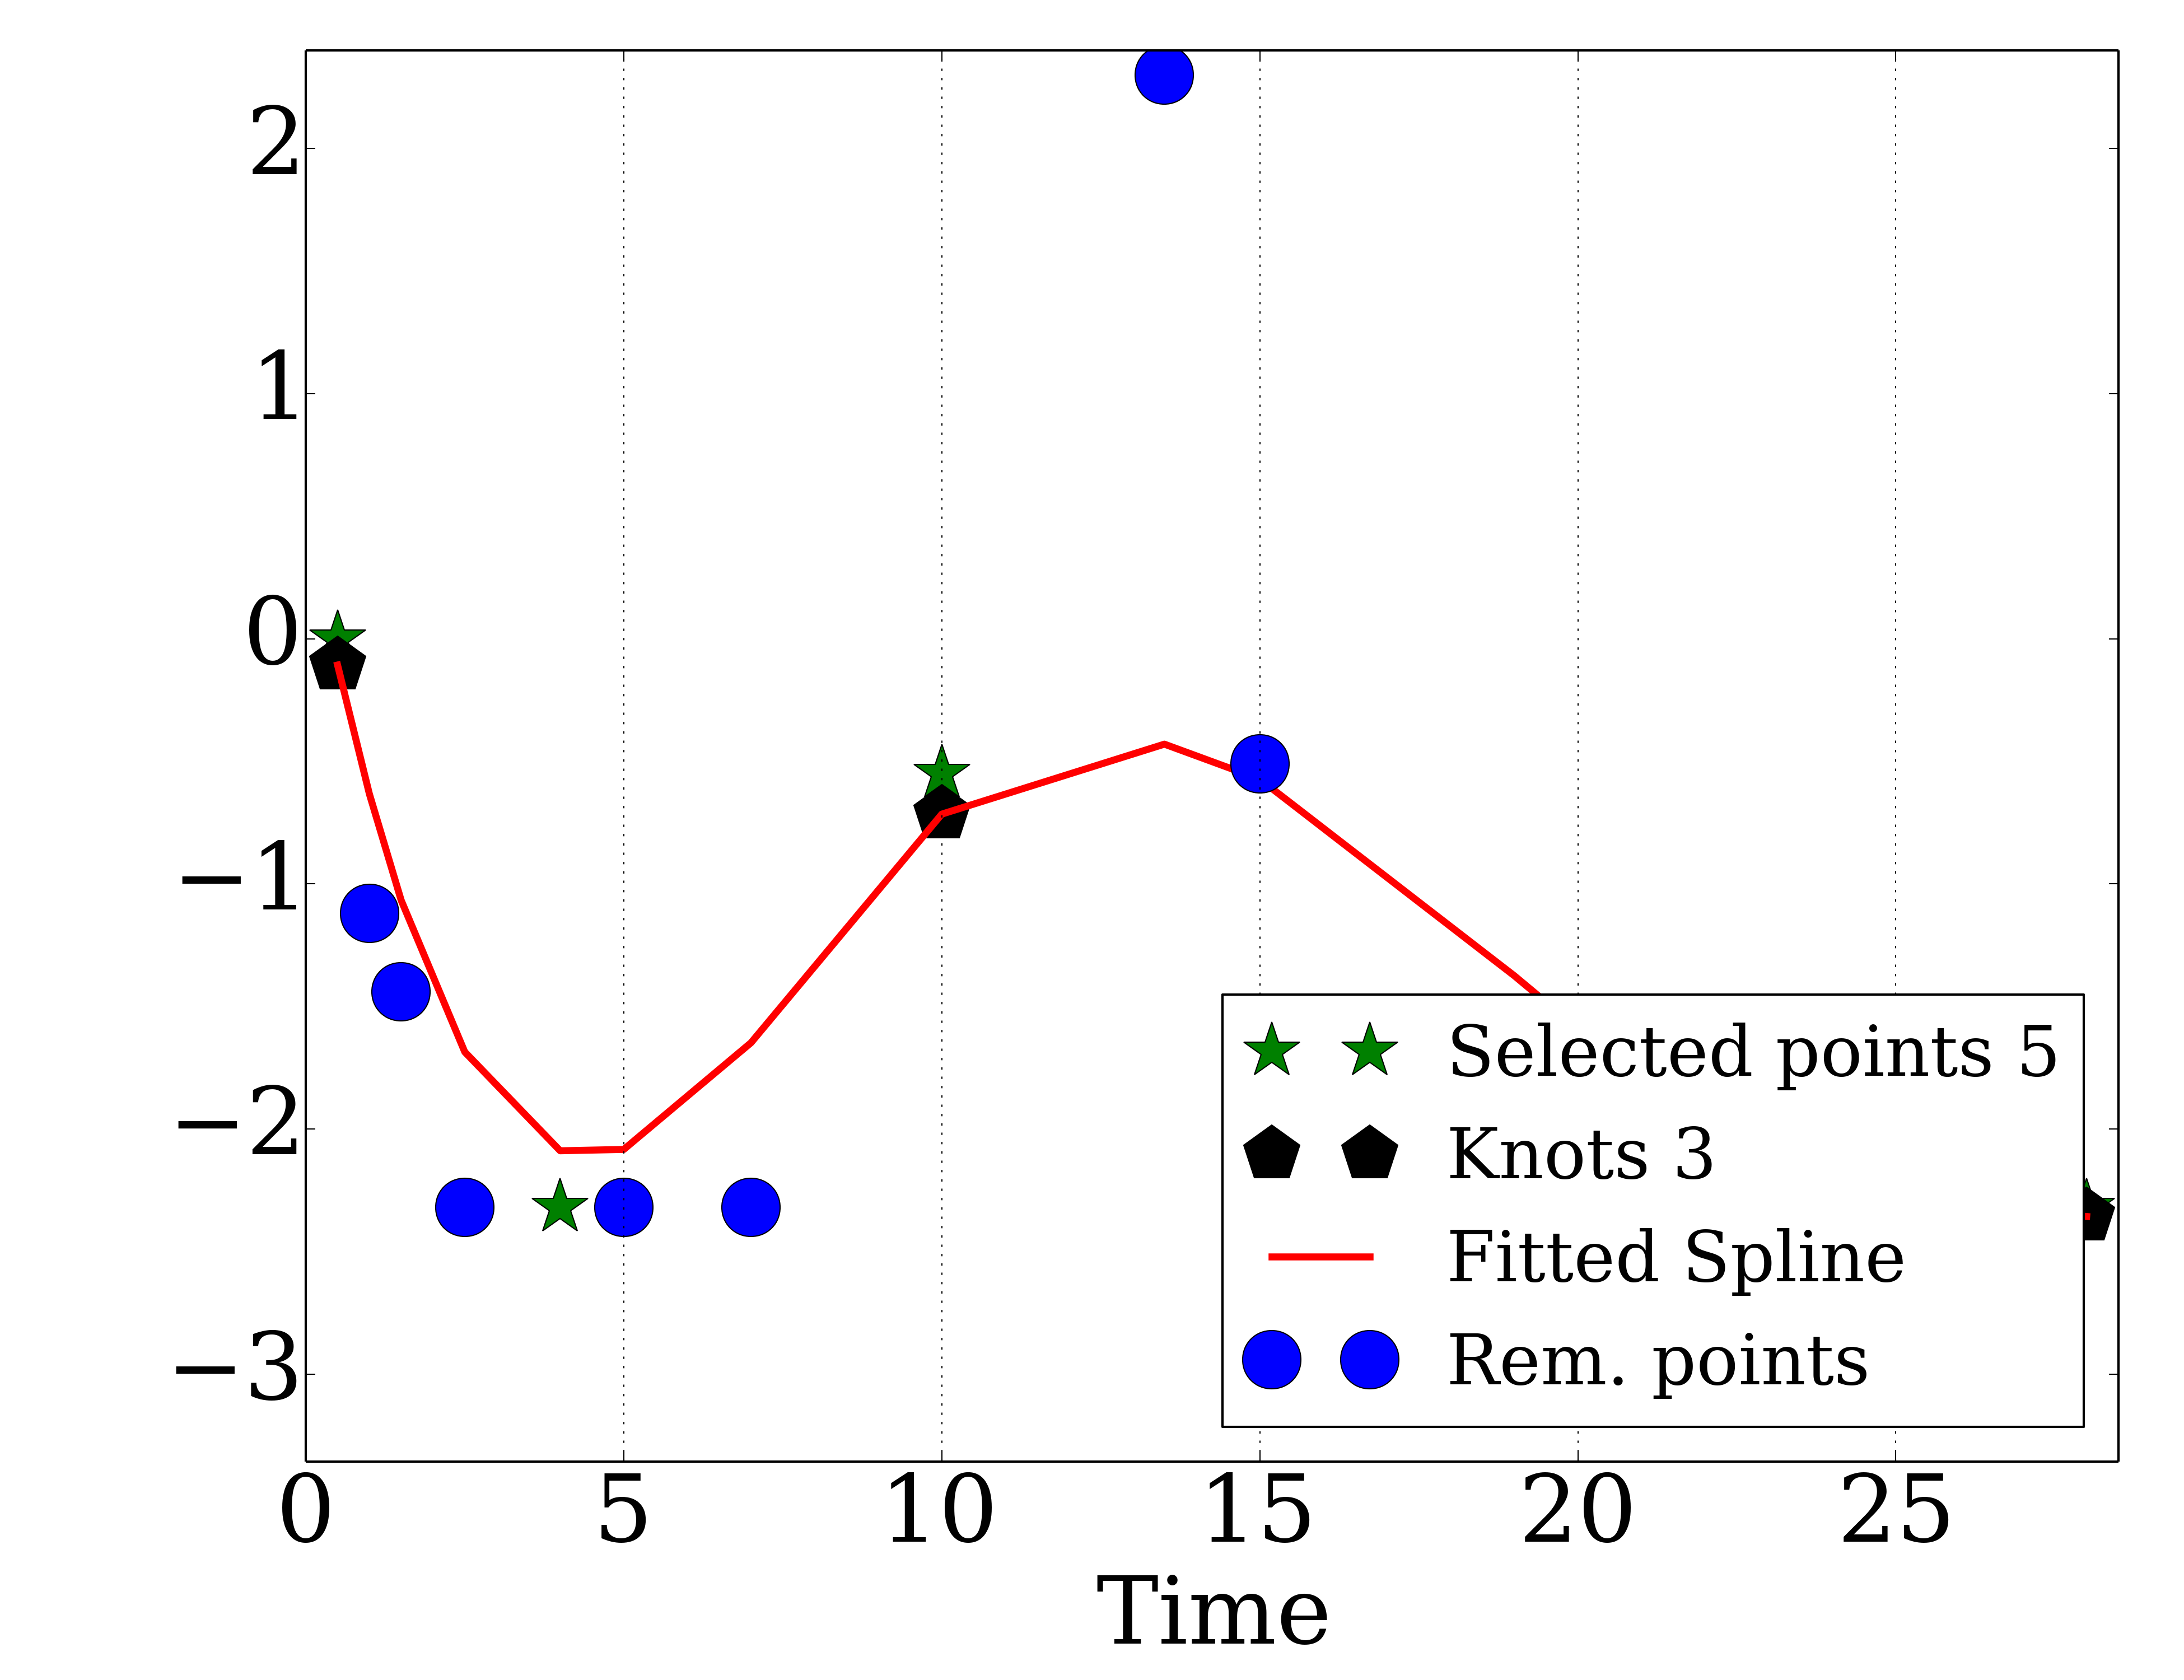 2
1
0
−1
−2
−3
0 5 10 15 20 25
Time
Selected points 5
Knots 3
Fitted Spline
Rem. points